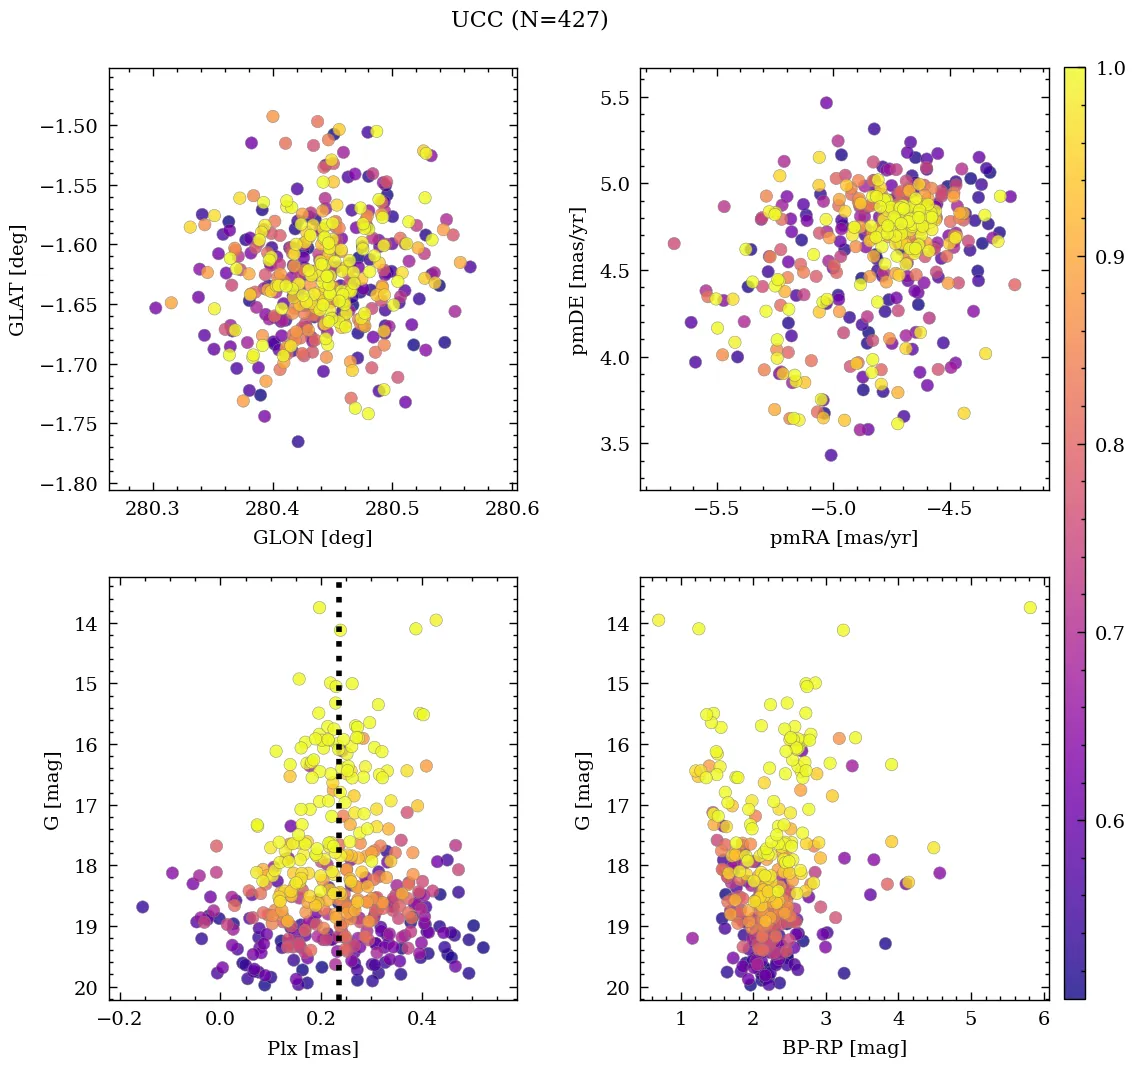 UCC (N=427)
−1.50
−1.55
−1.60
−1.65
−1.70
−1.75
−1.80
GLAT [deg]
280.3 280.4 280.5 280.6
GLON [deg]
5.5
5.0
4.5
4.0
3.5
pmDE [mas/yr]
−5.5 −5.0 −4.5
pmRA [mas/yr]
14
15
16
17
18
19
20
G [mag]
−0.2 0.0 0.2 0.4
Plx [mas]
14
15
16
17
18
19
20
G [mag]
1 2 3 4 5 6
BP-RP [mag]
1.0
0.9
0.8
0.7
0.6